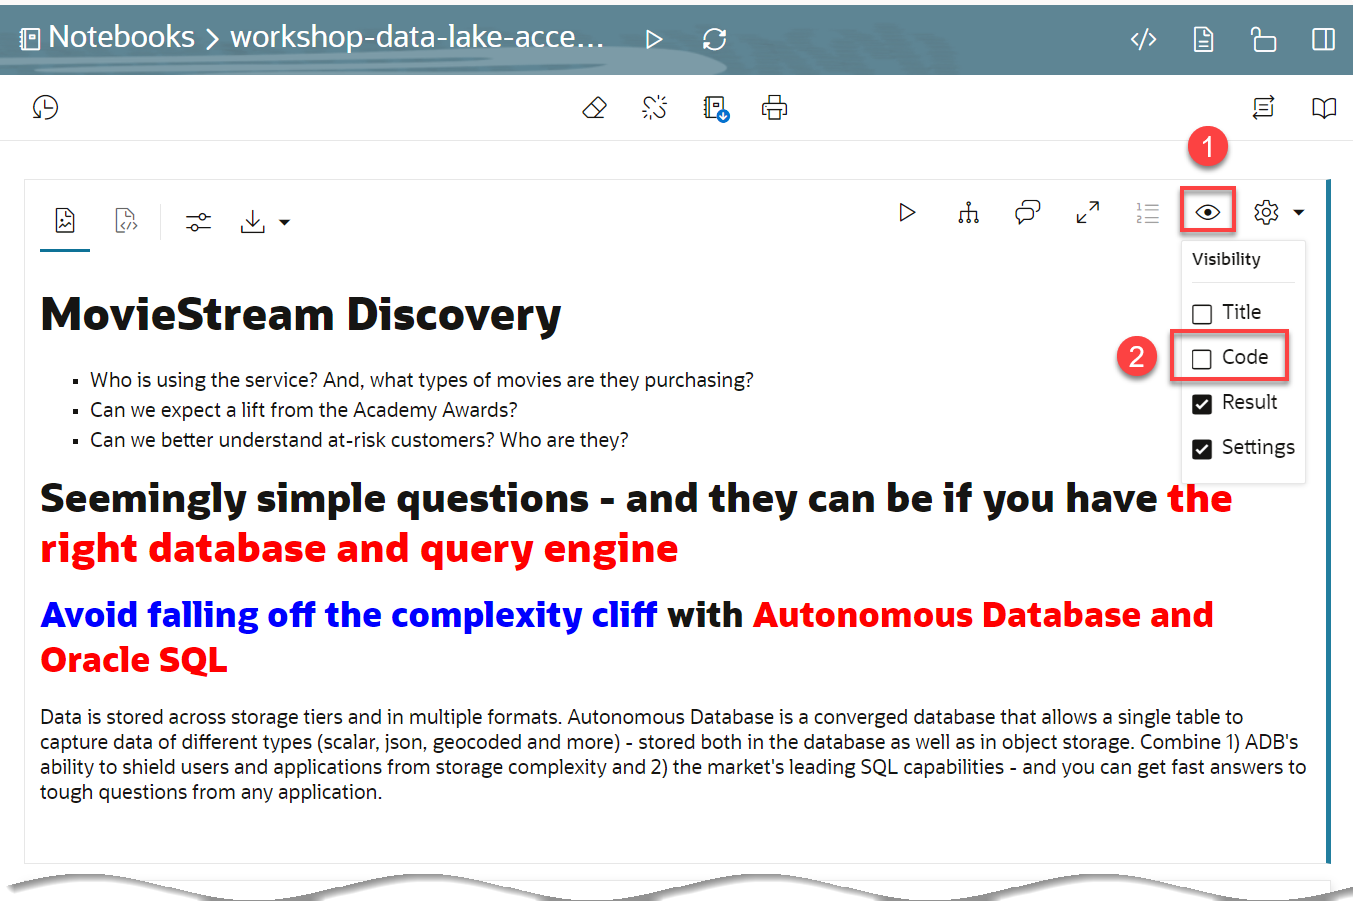 Notebooks > workshop-data-lake-acce...
1
Visibility
Title
2
Code
Result
Settings
MovieStream Discovery
▪ Who is using the service? And, what types of movies are they purchasing?
▪ Can we expect a lift from the Academy Awards?
▪ Can we better understand at-risk customers? Who are they?
Seemingly simple questions - and they can be if you have the
right database and query engine
Avoid falling off the complexity cliff with Autonomous Database and
Oracle SQL
Data is stored across storage tiers and in multiple formats. Autonomous Database is a converged database that allows a single table to
capture data of different types (scalar, json, geocoded and more) - stored both in the database as well as in object storage. Combine 1) ADB's
ability to shield users and applications from storage complexity and 2) the market's leading SQL capabilities - and you can get fast answers to
tough questions from any application.